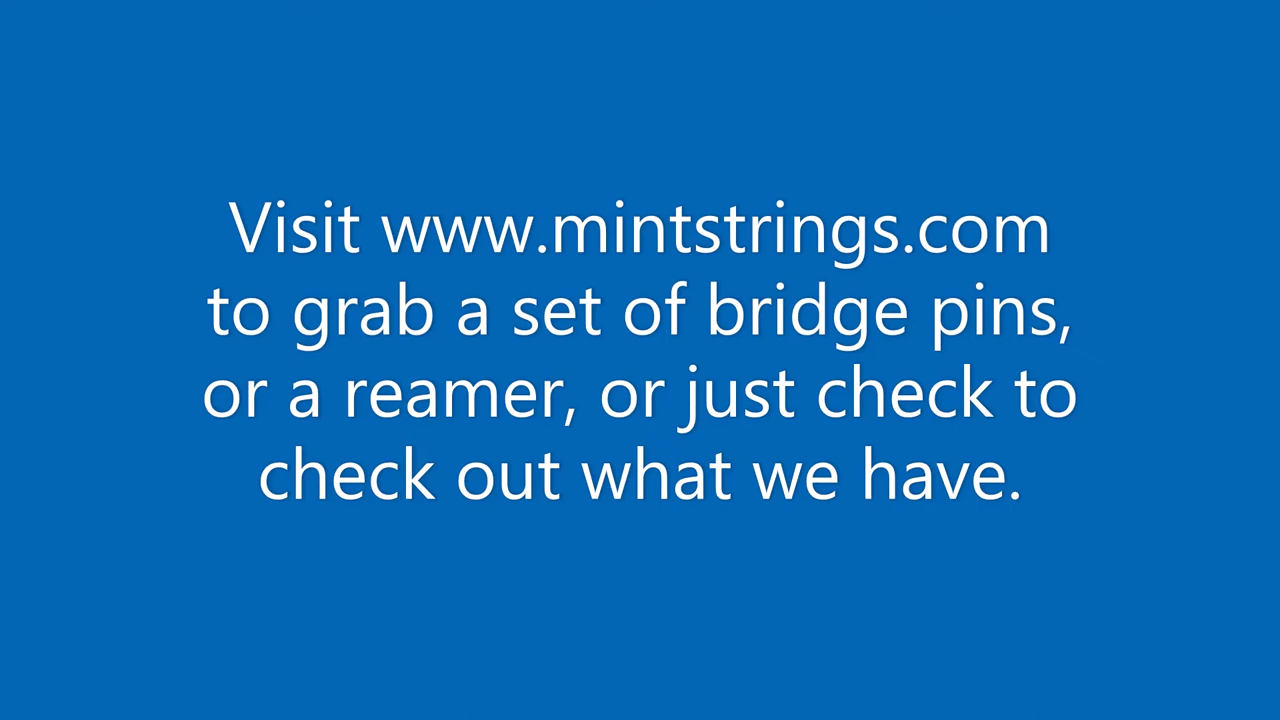 Visit www.mintstrings.com
to grab a set of bridge pins,
or a reamer, or just check to
check out what we have.